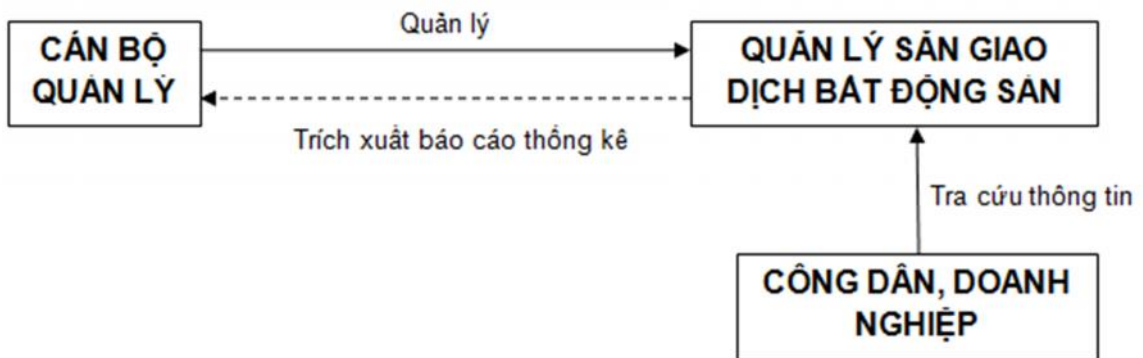 Quản lý
CÁN BỘ
QUẢN LÝ
QUẢN LÝ SÀN GIAO
DỊCH BẤT ĐỘNG SẢN
Trích xuất báo cáo thống kê
Tra cứu thông tin
CÔNG DÂN, DOANH
NGHIỆP